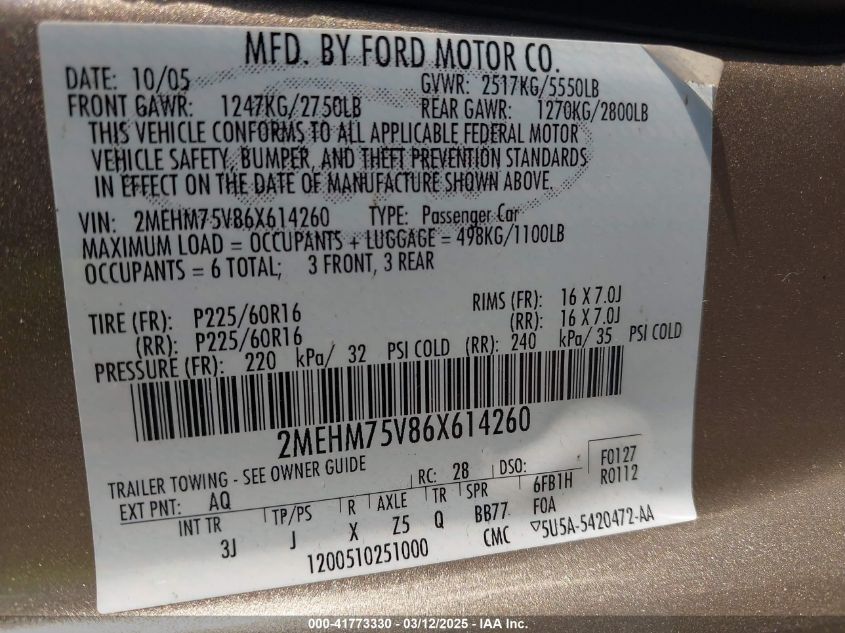 MFD. BY FORD MOTOR CO.
DATE: 10/05 GVWR: 2517KG/5550LB
FRONT GAWR: 1247KG/2750LB REAR GAWR: 1270KG/2800LB
THIS VEHICLE CONFORMS TO ALL APPLICABLE FEDERAL MOTOR
VEHICLE SAFETY, BUMPER, AND THEFT PREVENTION STANDARDS
IN EFFECT ON THE DATE OF MANUFACTURE SHOWN ABOVE.
VIN: 2MEHM75V86X614260 TYPE: Passenger Car
MAXIMUM LOAD = OCCUPANTS + LUGGAGE = 498KG/1100LB
OCCUPANTS = 6 TOTAL; 3 FRONT, 3 REAR
TIRE (FR): P225/60R16 RIMS (FR): 16 X 7.0J
(RR): P225/60R16 (RR): 16 X 7.0J
PRESSURE (FR): 220 kPa/ 32 PSI COLD (RR): 240 kPa/ 35 PSI COLD
2MEHM75V86X614260
TRAILER TOWING - SEE OWNER GUIDE
EXT PNT: AQ RC: 28 DSO: F0127
R0112
INT TR TP/PS R AXLE TR SPR 6FB1H
3J J X Z5 Q BB77 FOA
1200510251000 CMC ▽5U5A-5420472-AA
000-41773330 - 03/12/2025 - IAAI, Inc.